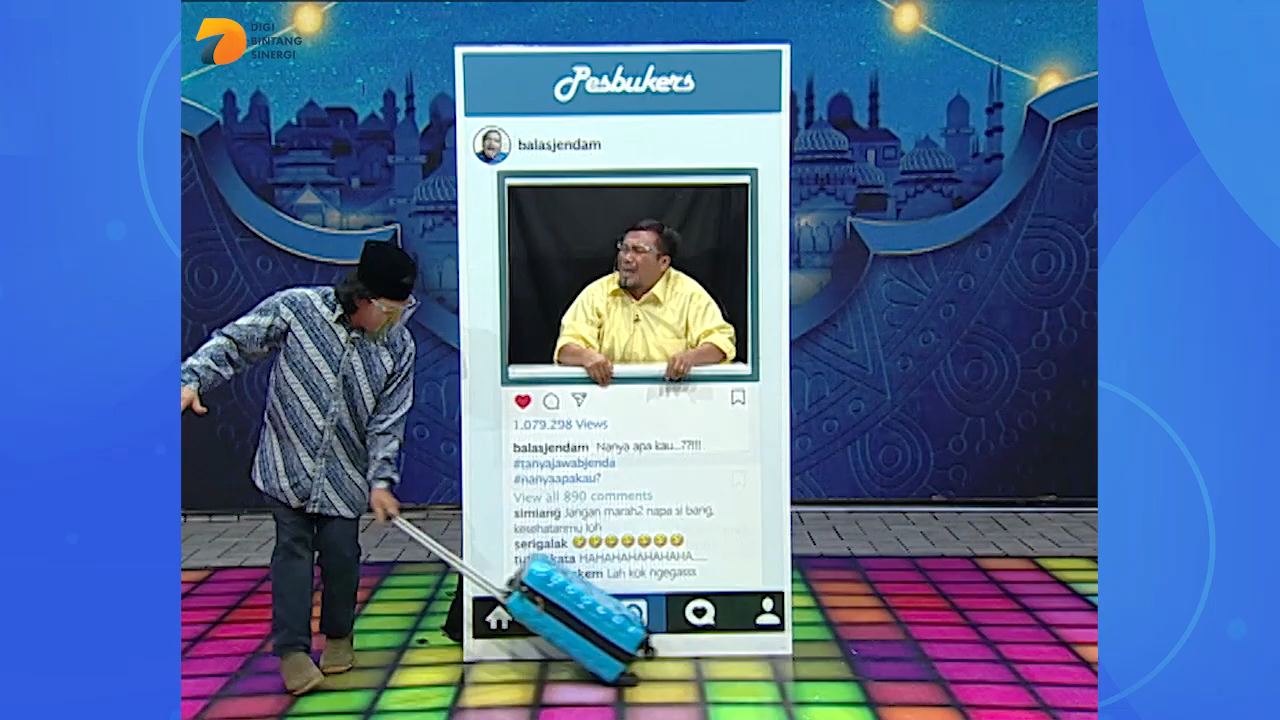 DIGI
BINTANG
SINERGI
Pesbukers
balasjendam
1.079.298 Views
balasjendam Nanya apa kau...??!!!
#tanyajawabjenda
#nanyaapakau?
View all 890 comments
simiang Jangan marah2 napa si bang,
kesehatanmu loh
serigalak 🤣🤣🤣🤣🤣🤣🤣
HAHAHAHAHAHAHA.....
Lah kok ngegasss